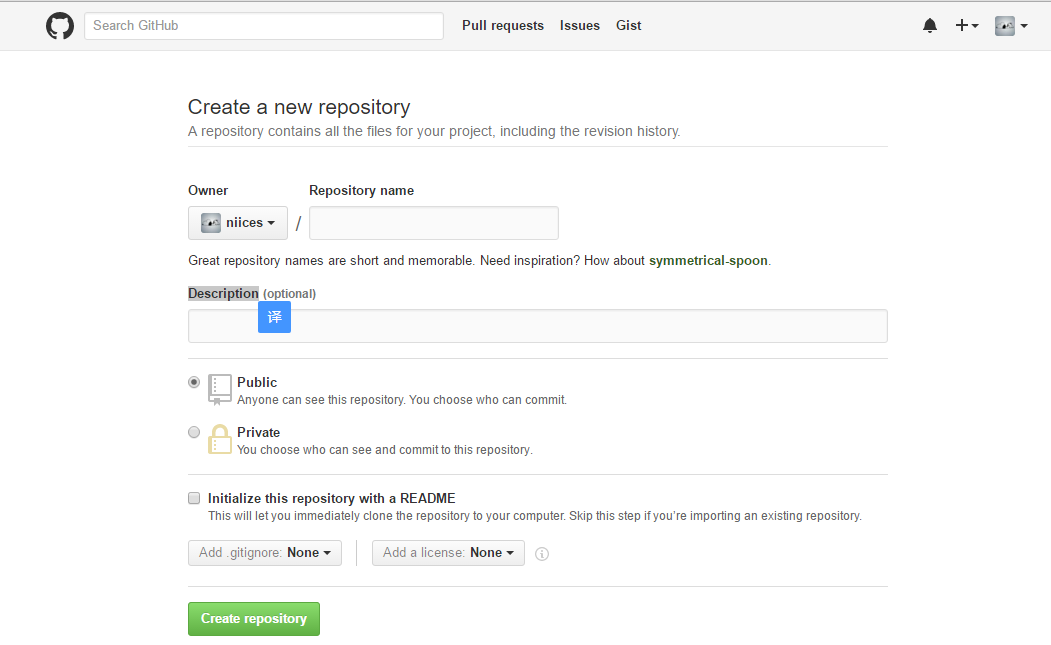 Search GitHub Pull requests Issues Gist
Create a new repository
A repository contains all the files for your project, including the revision history.
Owner Repository name
niices / 
Great repository names are short and memorable. Need inspiration? How about symmetrical-spoon.
Description (optional)
译
Public
Anyone can see this repository. You choose who can commit.
Private
You choose who can see and commit to this repository.
Initialize this repository with a README
This will let you immediately clone the repository to your computer. Skip this step if you’re importing an existing repository.
Add .gitignore: None Add a license: None
Create repository